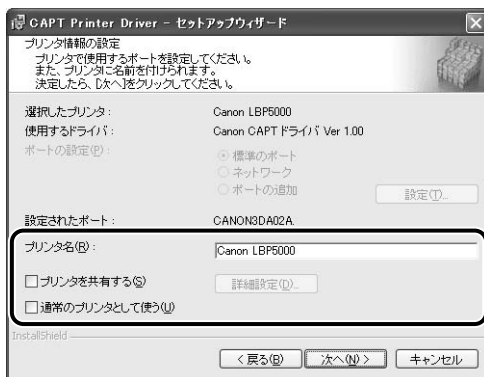 CAPT Printer Driver - セットアップウィザード
プリンタ情報の設定
プリンタで使用するポートを設定してください。
また、プリンタに名前を付けられます。
決定したら、[次へ]をクリックしてください。
選択したプリンタ: Canon LBP5000
使用するドライバ: Canon CAPT ドライバ Ver 1.00
ポートの設定(P):
標準のポート
ネットワーク
ポートの追加
設定(T)...
設定されたポート: CANON3DA02A
プリンタ名(R): Canon LBP5000
プリンタを共有する(S) 詳細設定(D)...
通常のプリンタとして使う(U)
InstallShield
< 戻る(B) 次へ(N) > キャンセル